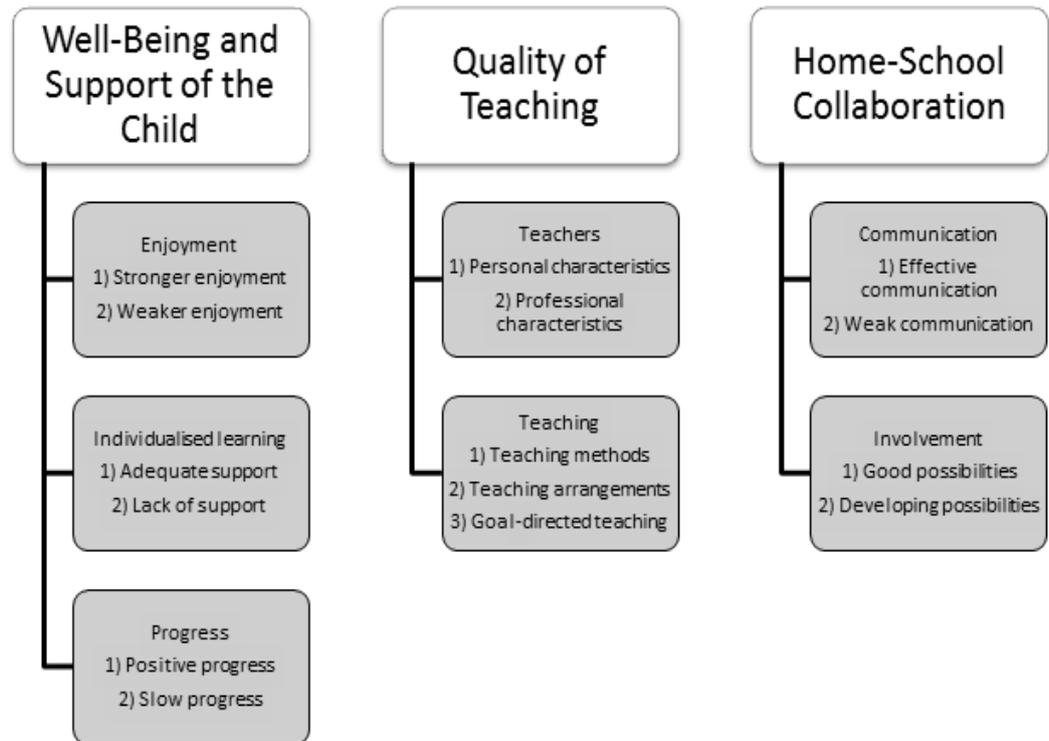 Well-Being and
Support of the
Child
Enjoyment
1) Stronger enjoyment
2) Weaker enjoyment
Individualised learning
1) Adequate support
2) Lack of support
Progress
1) Positive progress
2) Slow progress
Quality of
Teaching
Teachers
1) Personal characteristics
2) Professional
characteristics
Teaching
1) Teaching methods
2) Teaching arrangements
3) Goal-directed teaching
Home-School
Collaboration
Communication
1) Effective
communication
2) Weak communication
Involvement
1) Good possibilities
2) Developing possibilities